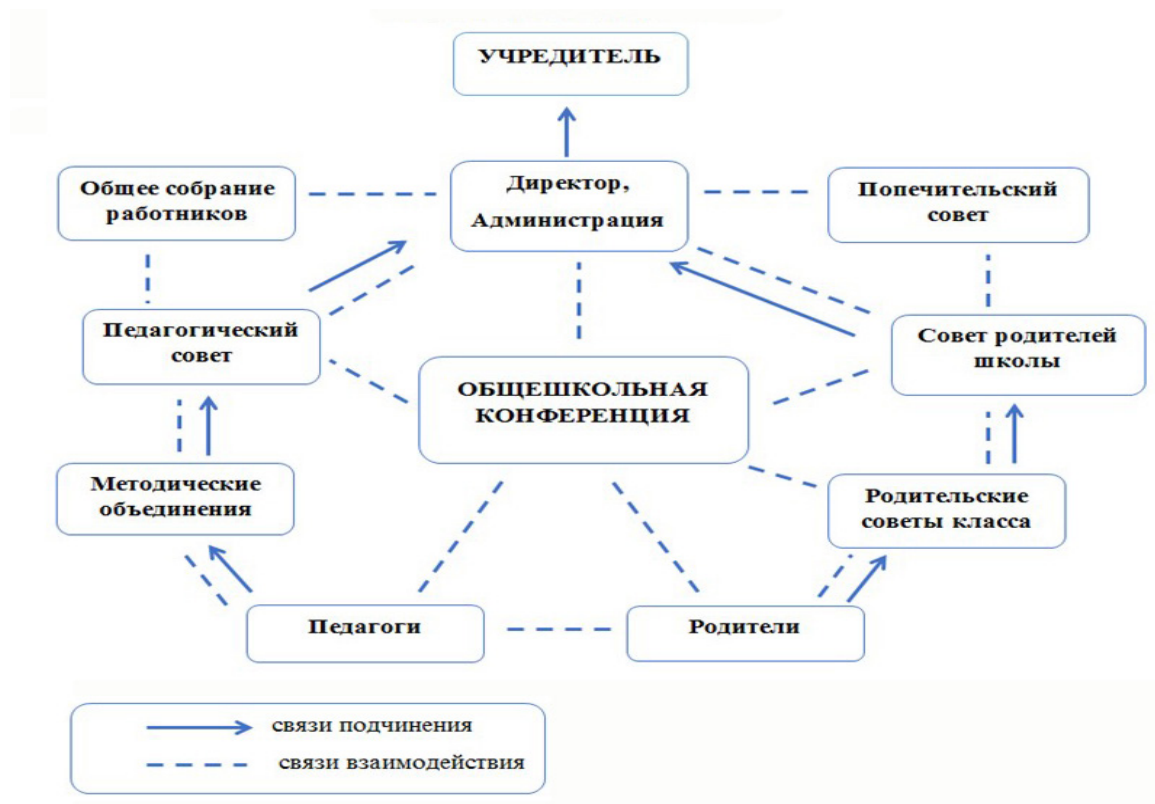 УЧРЕДИТЕЛЬ
Общее собрание
работников
Директор,
Администрация
Попечительский
совет
Педагогический
совет
ОБЩЕШКОЛЬНАЯ
КОНФЕРЕНЦИЯ
Совет родителей
школы
Методические
объединения
Родительские
советы класса
Педагоги
Родители
связи подчинения
связи взаимодействия